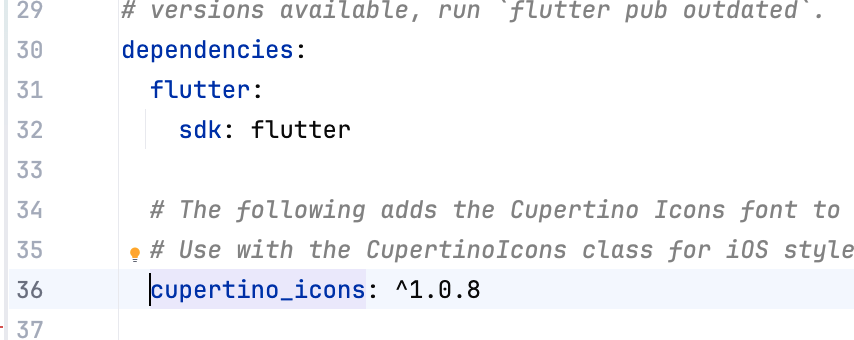 29 # versions available, run `flutter pub outdated`.
30 dependencies:
31 flutter:
32 sdk: flutter
33
34 # The following adds the Cupertino Icons font to
35 # Use with the CupertinoIcons class for iOS style
36 cupertino_icons: ^1.0.8
37